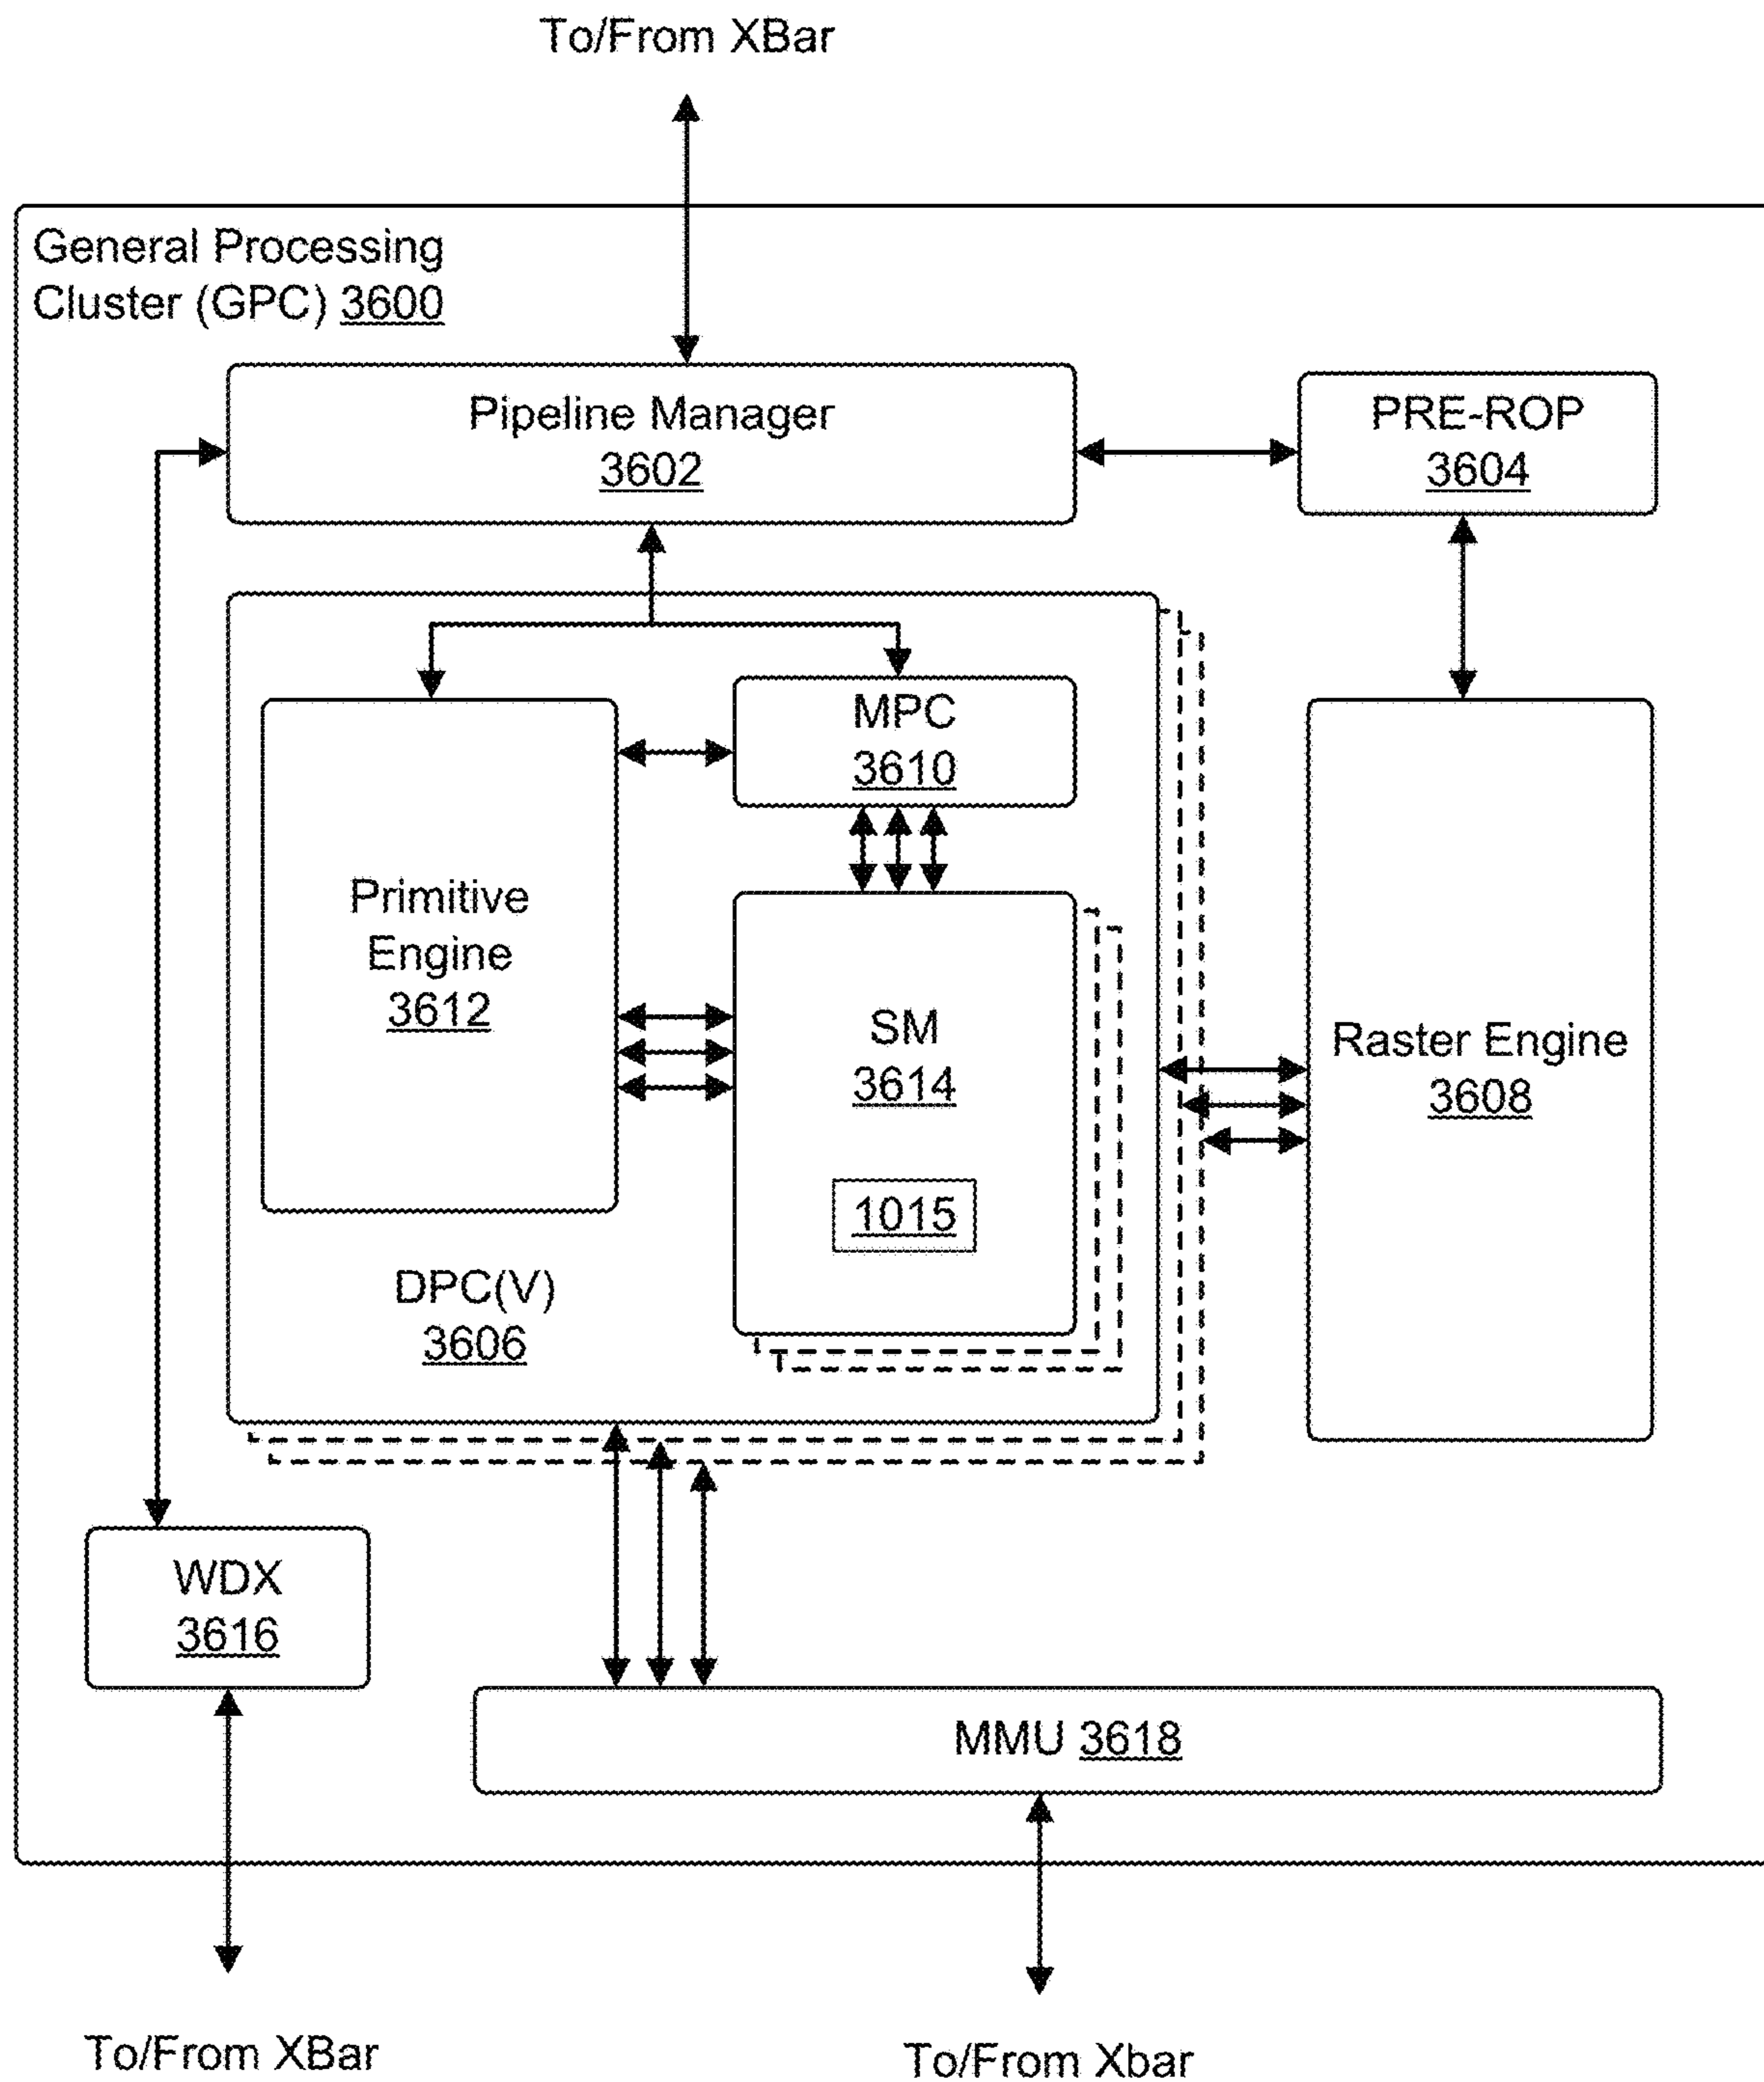 To/From XBar
General Processing
Cluster (GPC) 3600
Pipeline Manager
3602
PRE-ROP
3604
MPC
3610
Primitive
Engine
3612
SM
3614
1015
Raster Engine
3608
DPC(V)
3606
WDX
3616
MMU 3618
To/From XBar
To/From Xbar